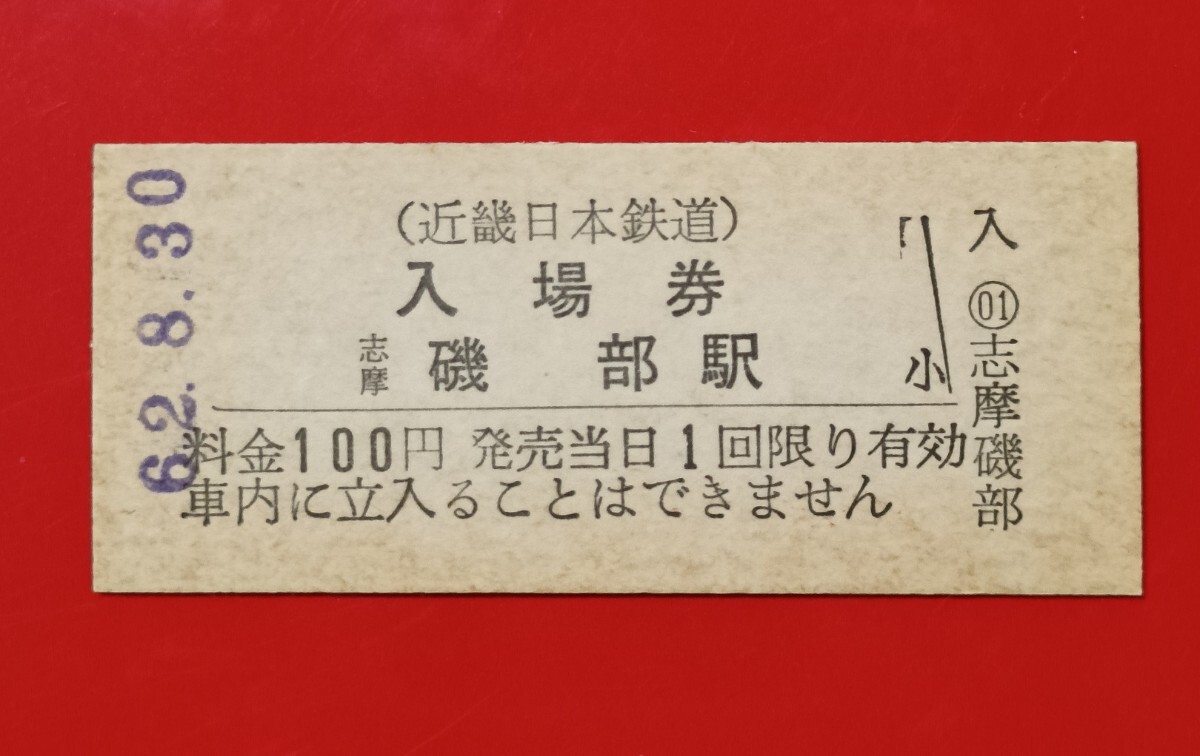 62.8.30
（近畿日本鉄道）
入場券
志摩磯部駅
小
料金100円 発売当日1回限り有効
車内に立入ることはできません
入
01
志摩磯部